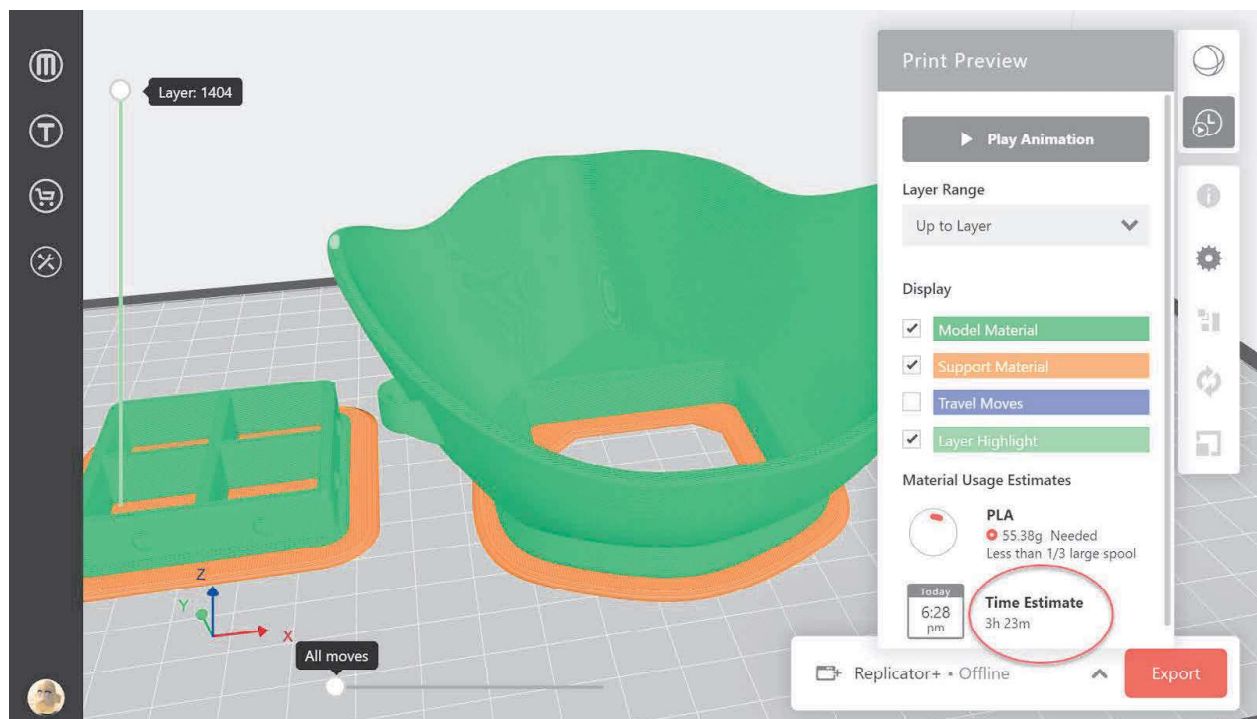 Layer: 1404
All moves
Z
Y
X
Print Preview
Play Animation
Layer Range
Up to Layer
Display
Model Material
Support Material
Travel Moves
Layer Highlight
Material Usage Estimates
PLA
55.38g Needed
Less than 1/3 large spool
Today
6:28
pm
Time Estimate
3h 23m
Replicator+ • Offline
Export